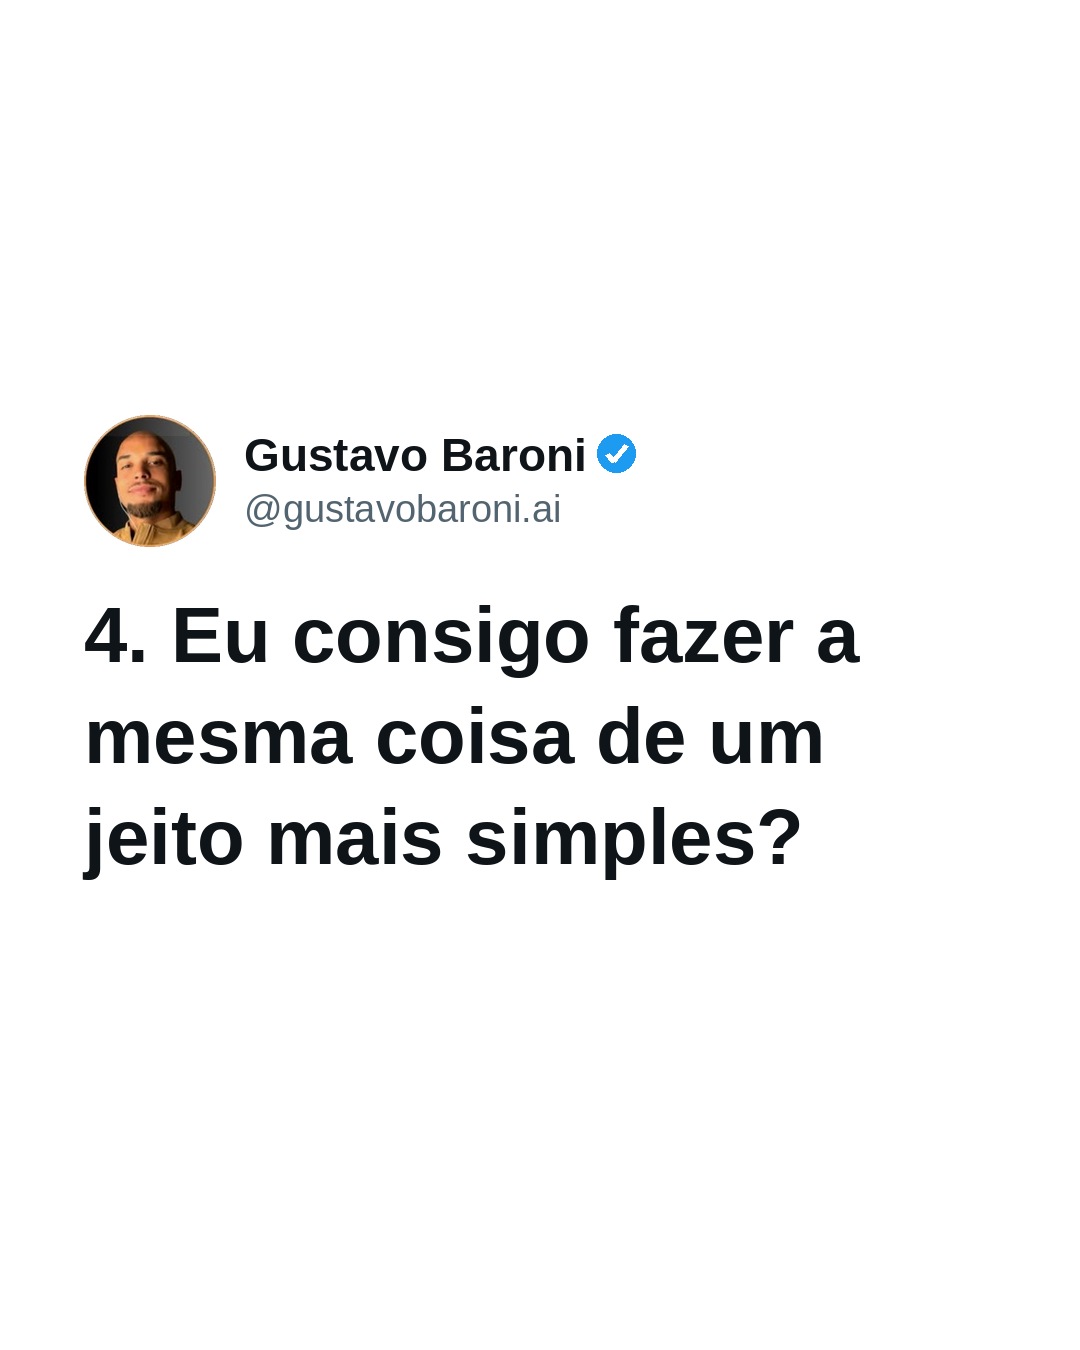 Gustavo Baroni
@gustavobaroni.ai
4. Eu consigo fazer a
mesma coisa de um
jeito mais simples?